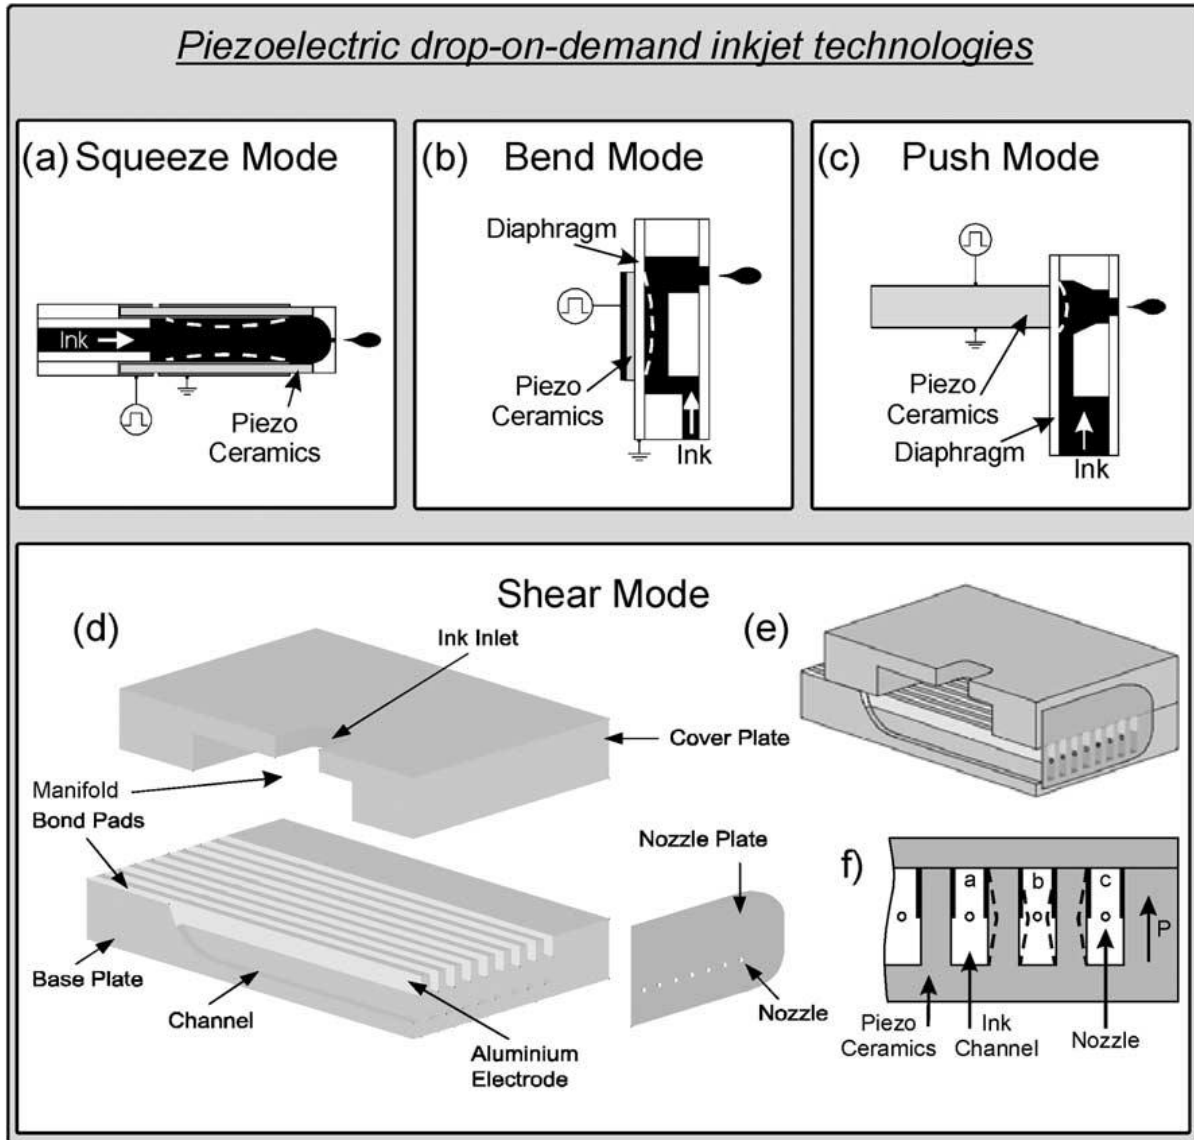 Piezoelectric drop-on-demand inkjet technologies
(a) Squeeze Mode
Ink
Piezo
Ceramics
(b) Bend Mode
Diaphragm
Piezo
Ceramics
Ink
(c) Push Mode
Piezo
Ceramics
Diaphragm
Ink
Shear Mode
(d)
Ink Inlet
Cover Plate
Manifold
Bond Pads
Base Plate
Channel
Aluminium
Electrode
Nozzle Plate
Nozzle
(e)
f)
a
b
c
P
Piezo
Ceramics
Ink
Channel
Nozzle